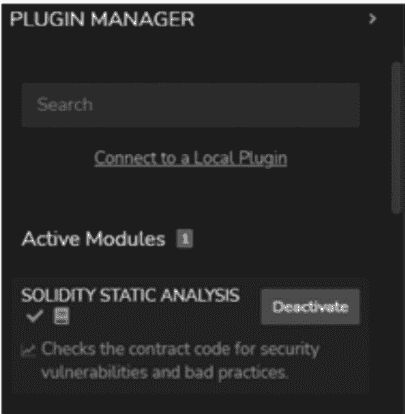 PLUGIN MANAGER
Search
Connect to a Local Plugin
Active Modules 1
SOLIDITY STATIC ANALYSIS
Deactivate
Checks the contract code for security
vulnerabilities and bad practices.